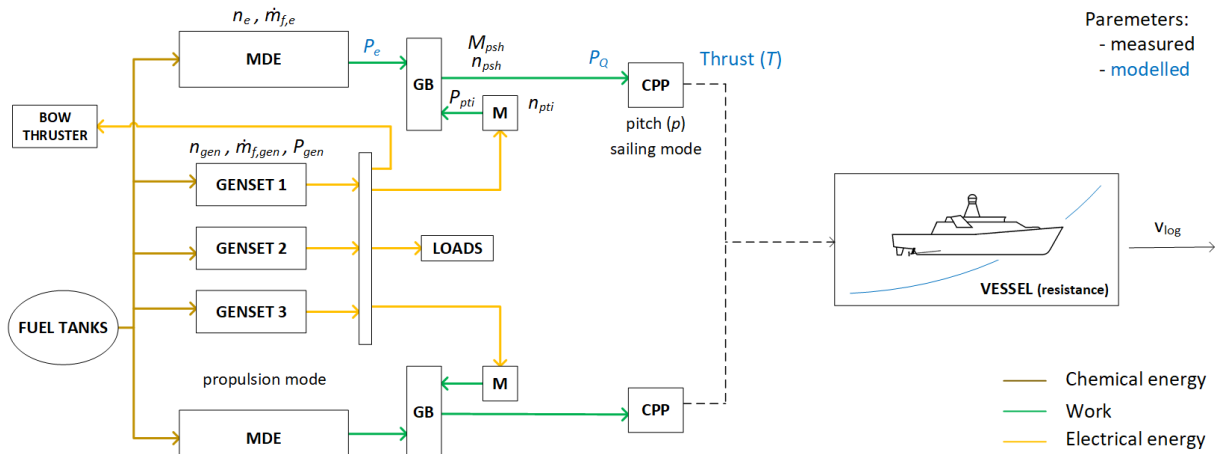 n_e , ṁ_f,e
MDE
P_e
GB
M_psh
n_psh
P_Q
CPP
Thrust (T)
Paremeters:
- measured
- modelled
P_pti
M
n_pti
pitch (p)
sailing mode
BOW
THRUSTER
n_gen , ṁ_f,gen , P_gen
GENSET 1
GENSET 2
LOADS
GENSET 3
FUEL TANKS
VESSEL (resistance)
v_log
propulsion mode
M
GB
CPP
MDE
Chemical energy
Work
Electrical energy